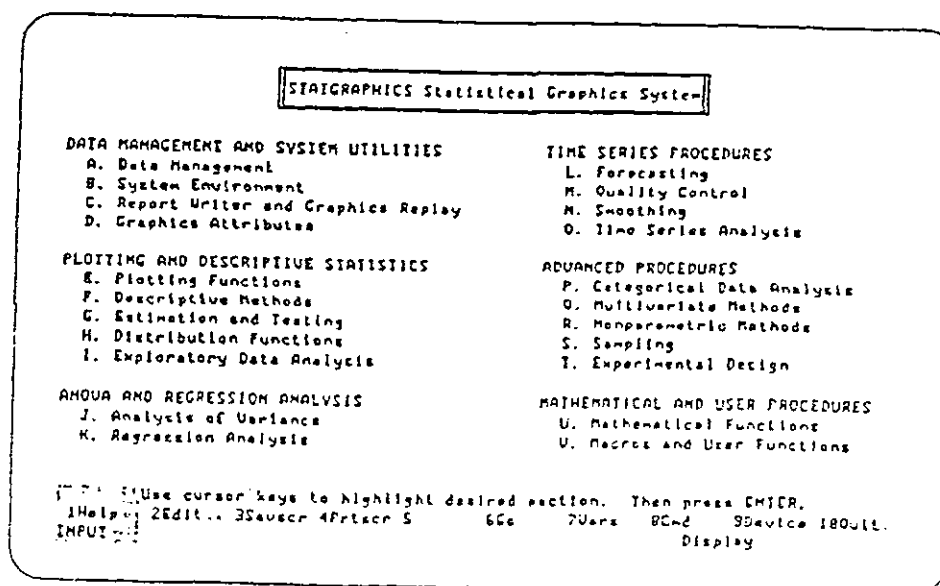 STATGRAPHICS Statistical Graphics System
DATA MANAGEMENT AND SYSTEM UTILITIES
A. Data Management
B. System Environment
C. Report Writer and Graphics Replay
D. Graphics Attributes
PLOTTING AND DESCRIPTIVE STATISTICS
E. Plotting Functions
F. Descriptive Methods
G. Estimation and Testing
H. Distribution Functions
I. Exploratory Data Analysis
ANOVA AND REGRESSION ANALYSIS
J. Analysis of Variance
K. Regression Analysis
TIME SERIES PROCEDURES
L. Forecasting
M. Quality Control
N. Smoothing
O. Time Series Analysis
ADVANCED PROCEDURES
P. Categorical Data Analysis
Q. Multivariate Methods
R. Nonparametric Methods
S. Sampling
T. Experimental Design
MATHEMATICAL AND USER PROCEDURES
U. Mathematical Functions
V. Macros and User Functions
Use cursor keys to highlight desired section. Then press ENTER.
1Help 2Edit.. 3Savscr 4Prtscr 5 6Go 7Vars 8Cmd 9Device 10Quit.
INPUT Display